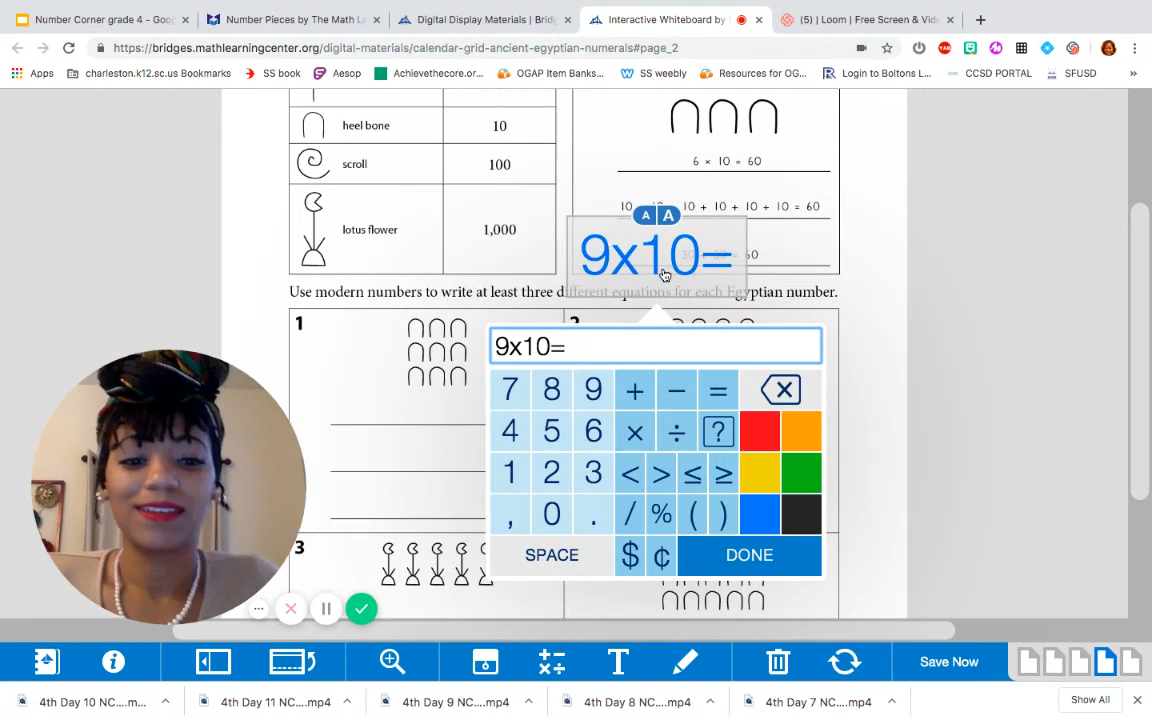 Number Corner grade 4 - Goog
Number Pieces by The Math Le
Digital Display Materials | Brid
Interactive Whiteboard by
(5) | Loom | Free Screen & Vide
https://bridges.mathlearningcenter.org/digital-materials/calendar-grid-ancient-egyptian-numerals#page_2
YAB
Apps
charleston.k12.sc.us Bookmarks
SS book
Aesop
Achievethecore.or...
OGAP Item Banks...
SS weekly
Resources for OG...
Login to Boltons L...
CCSD PORTAL
SFUSD
»
heel bone 10
scroll 100
lotus flower 1,000
6 × 10 = 60
10 + 10 + 10 + 10 = 60
60
A A
9x10=
Use modern numbers to write at least three different equations for each Egyptian number.
1
2
3
9x10=
7 8 9 + − =
4 5 6 × ÷ ?
1 2 3 < > ≤ ≥
, 0 . / % ( )
SPACE $ ¢ DONE
Save Now
4th Day 10 NC....m...
4th Day 11 NC....mp4
4th Day 9 NC....mp4
4th Day 8 NC....mp4
4th Day 7 NC....mp4
Show All